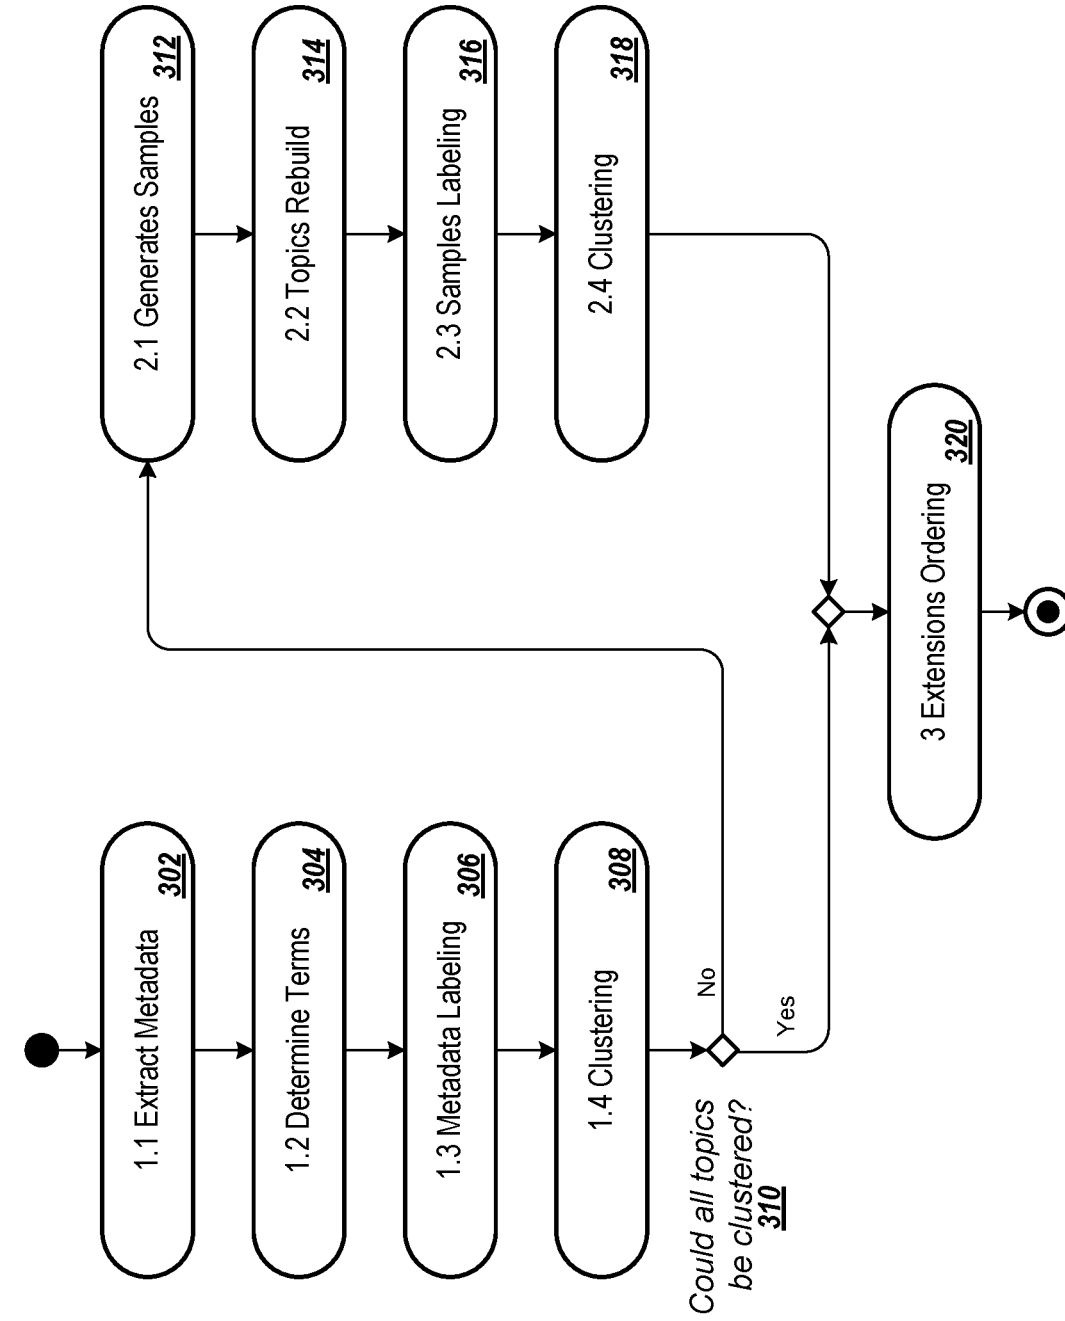 1.1 Extract Metadata
302
1.2 Determine Terms
304
1.3 Metadata Labeling
306
1.4 Clustering
308
Could all topics
be clustered?
310
No
Yes
2.1 Generates Samples
312
2.2 Topics Rebuild
314
2.3 Samples Labeling
316
2.4 Clustering
318
3 Extensions Ordering
320